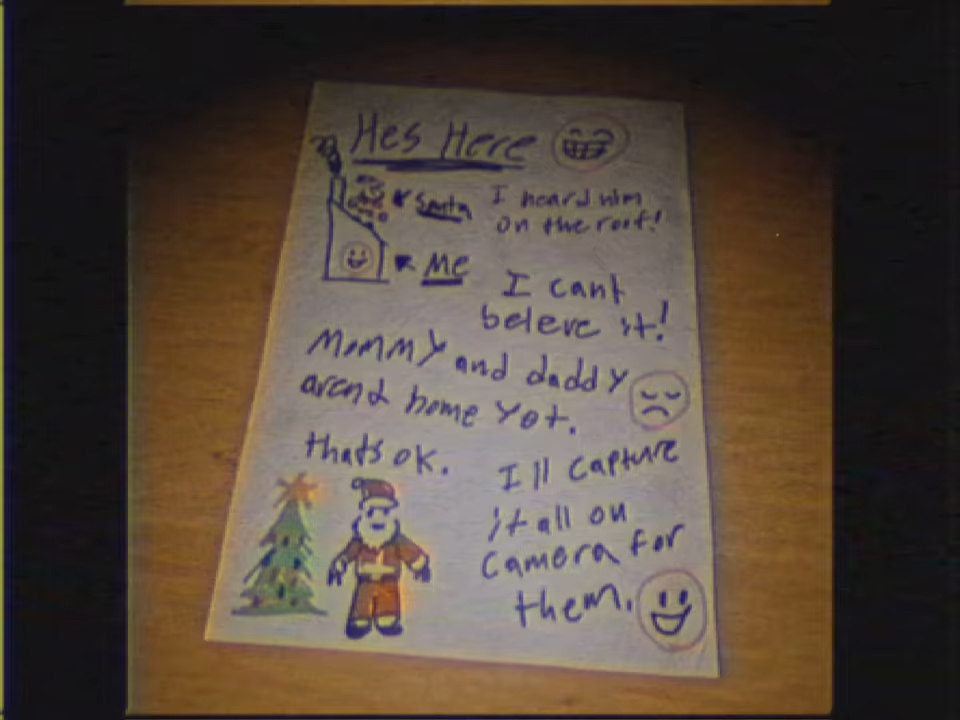 Hes Here
Santa
I heard him
on the roof!
Me
I cant
beleve it!
Mommy and daddy
arent home yet.
thats ok.
I ll capture
it all on
camera for
them.